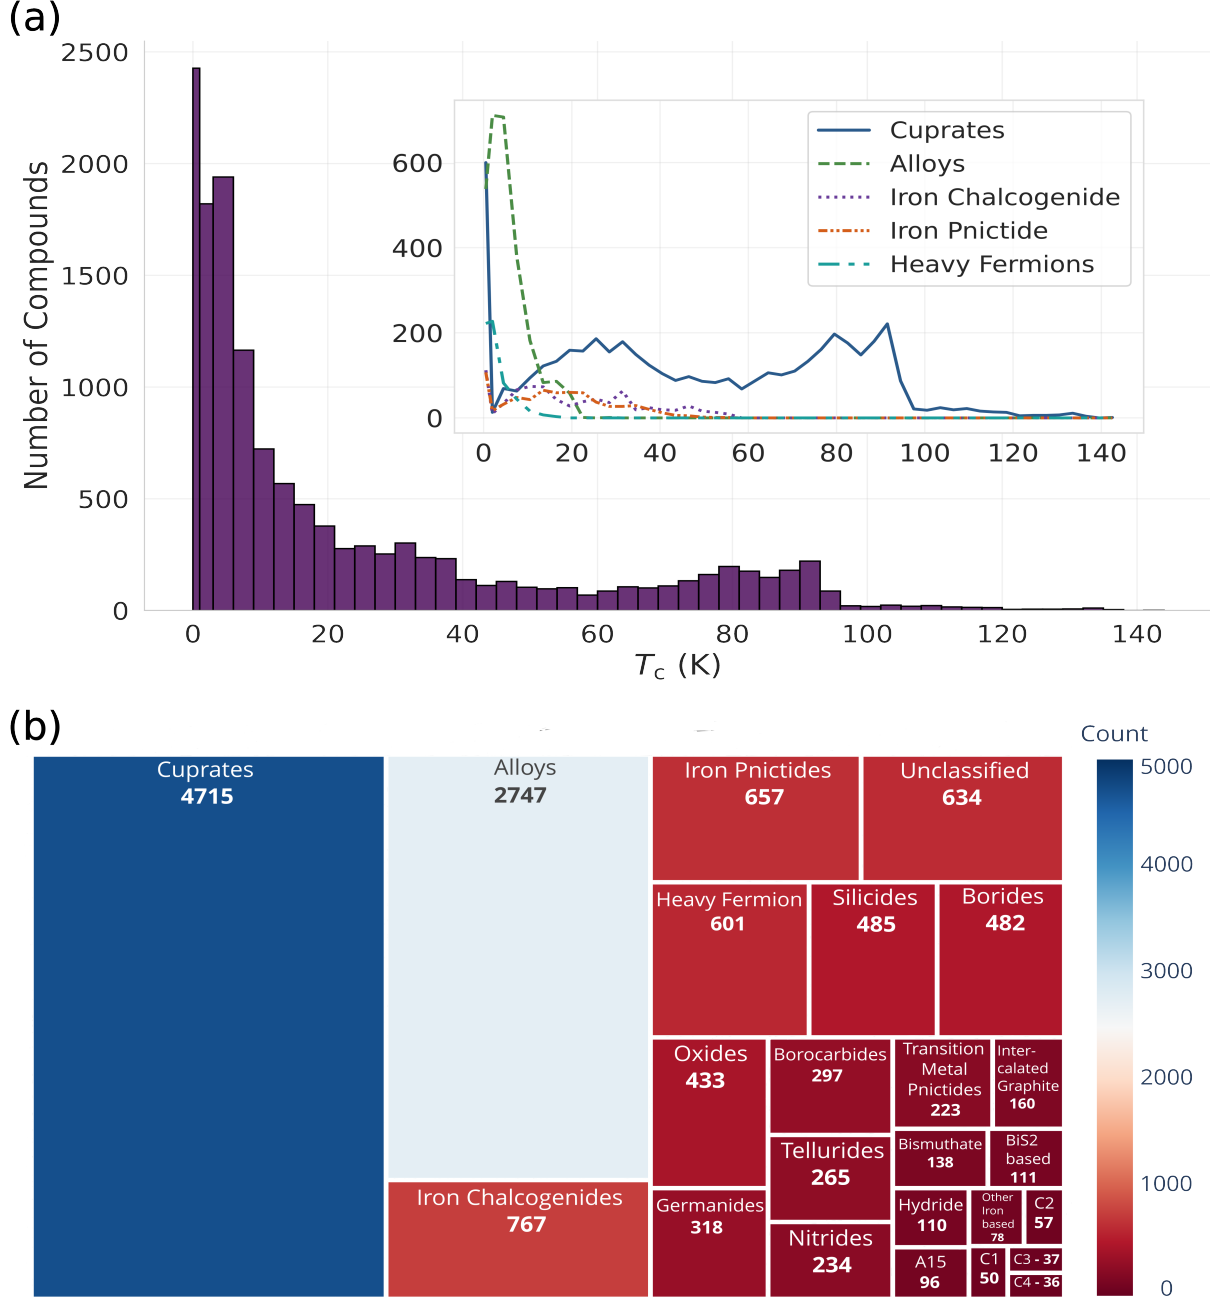 (a)
2500
2000
1500
1000
500
0
Number of Compounds
0 20 40 60 80 100 120 140
Tc (K)
600
400
200
0
0 20 40 60 80 100 120 140
Cuprates
Alloys
Iron Chalcogenide
Iron Pnictide
Heavy Fermions
(b)
Cuprates
4715
Alloys
2747
Iron Chalcogenides
767
Iron Pnictides
657
Unclassified
634
Heavy Fermion
601
Silicides
485
Borides
482
Oxides
433
Germanides
318
Borocarbides
297
Tellurides
265
Nitrides
234
Transition
Metal
Pnictides
223
Inter-
calated
Graphite
160
Bismuthate
138
BiS2
based
111
Hydride
110
Other
Iron
based
78
C2
57
A15
96
C1
50
C3 - 37
C4 - 36
Count
5000
4000
3000
2000
1000
0